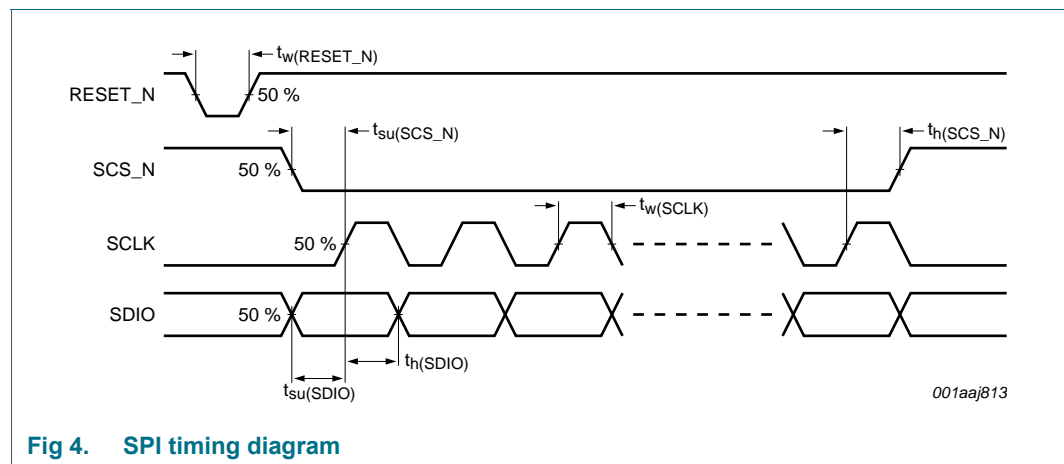 tw(RESET_N)
RESET_N
50 %
tsu(SCS_N)
th(SCS_N)
SCS_N
50 %
tw(SCLK)
SCLK
50 %
SDIO
50 %
th(SDIO)
tsu(SDIO)
001aaj813
Fig 4. SPI timing diagram